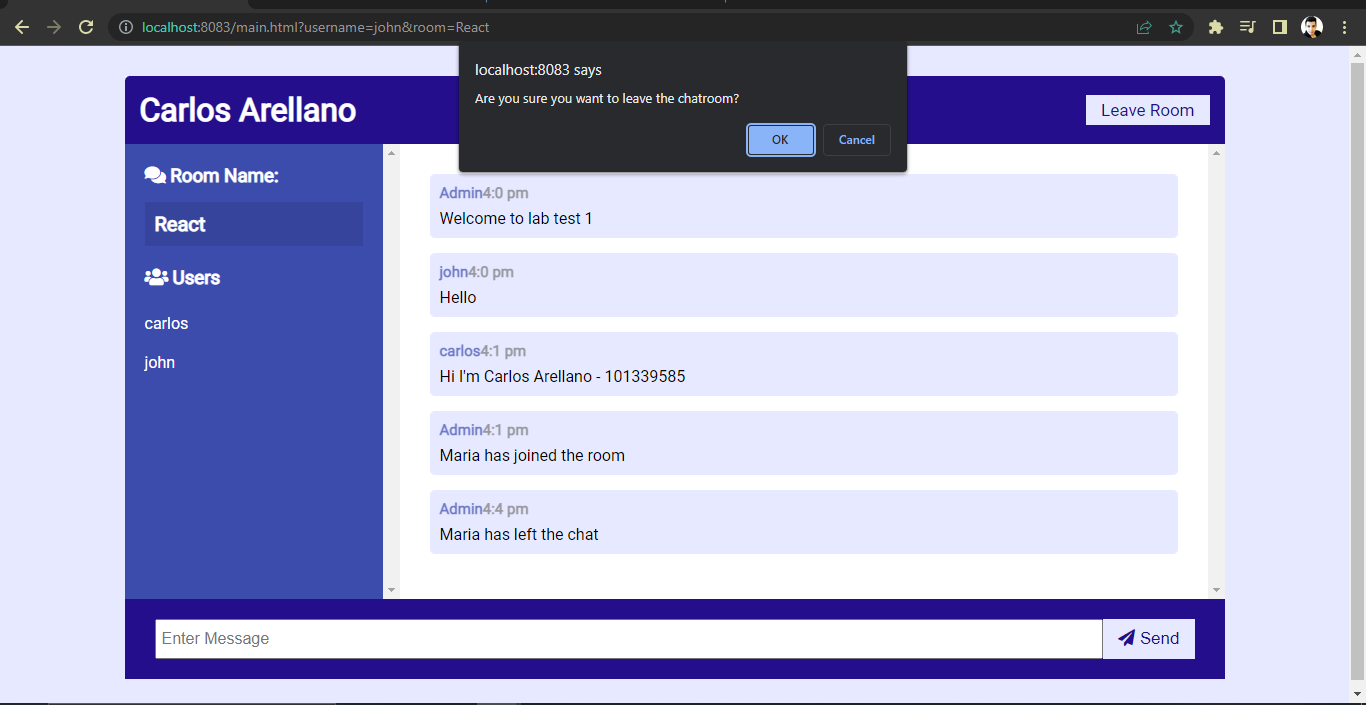 localhost:8083/main.html?username=john&room=React
localhost:8083 says
Are you sure you want to leave the chatroom?
OK Cancel
Carlos Arellano
Leave Room
Room Name:
React
Users
carlos
john
Admin4:0 pm
Welcome to lab test 1
john4:0 pm
Hello
carlos4:1 pm
Hi I'm Carlos Arellano - 101339585
Admin4:1 pm
Maria has joined the room
Admin4:4 pm
Maria has left the chat
Enter Message
Send